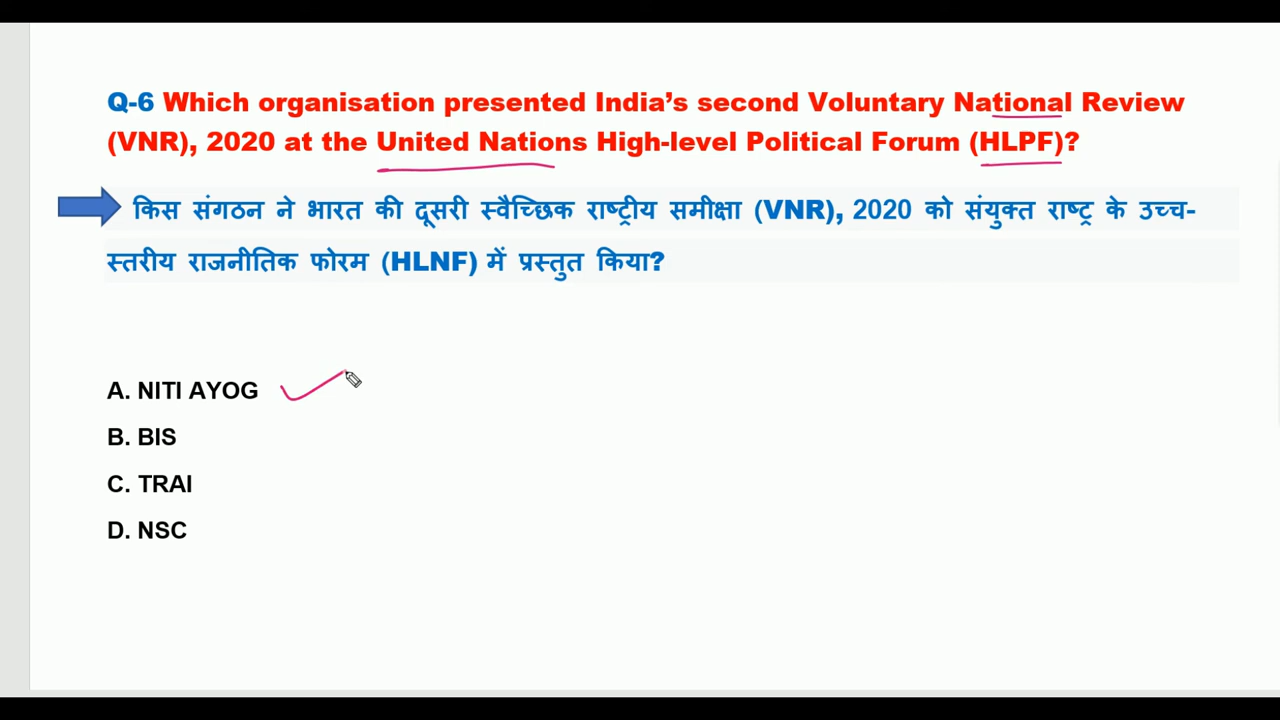 Q-6 Which organisation presented India’s second Voluntary National Review
(VNR), 2020 at the United Nations High-level Political Forum (HLPF)?
किस संगठन ने भारत की दूसरी स्वैच्छिक राष्ट्रीय समीक्षा (VNR), 2020 को संयुक्त राष्ट्र के उच्च-
स्तरीय राजनीतिक फोरम (HLNF) में प्रस्तुत किया?
A. NITI AYOG
B. BIS
C. TRAI
D. NSC